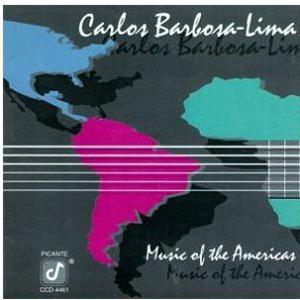 Carlos Barbosa-Lima
Carlos Barbosa-Lima
Music of the Americas
Music of the Americ
PICANTE
CCD-4461